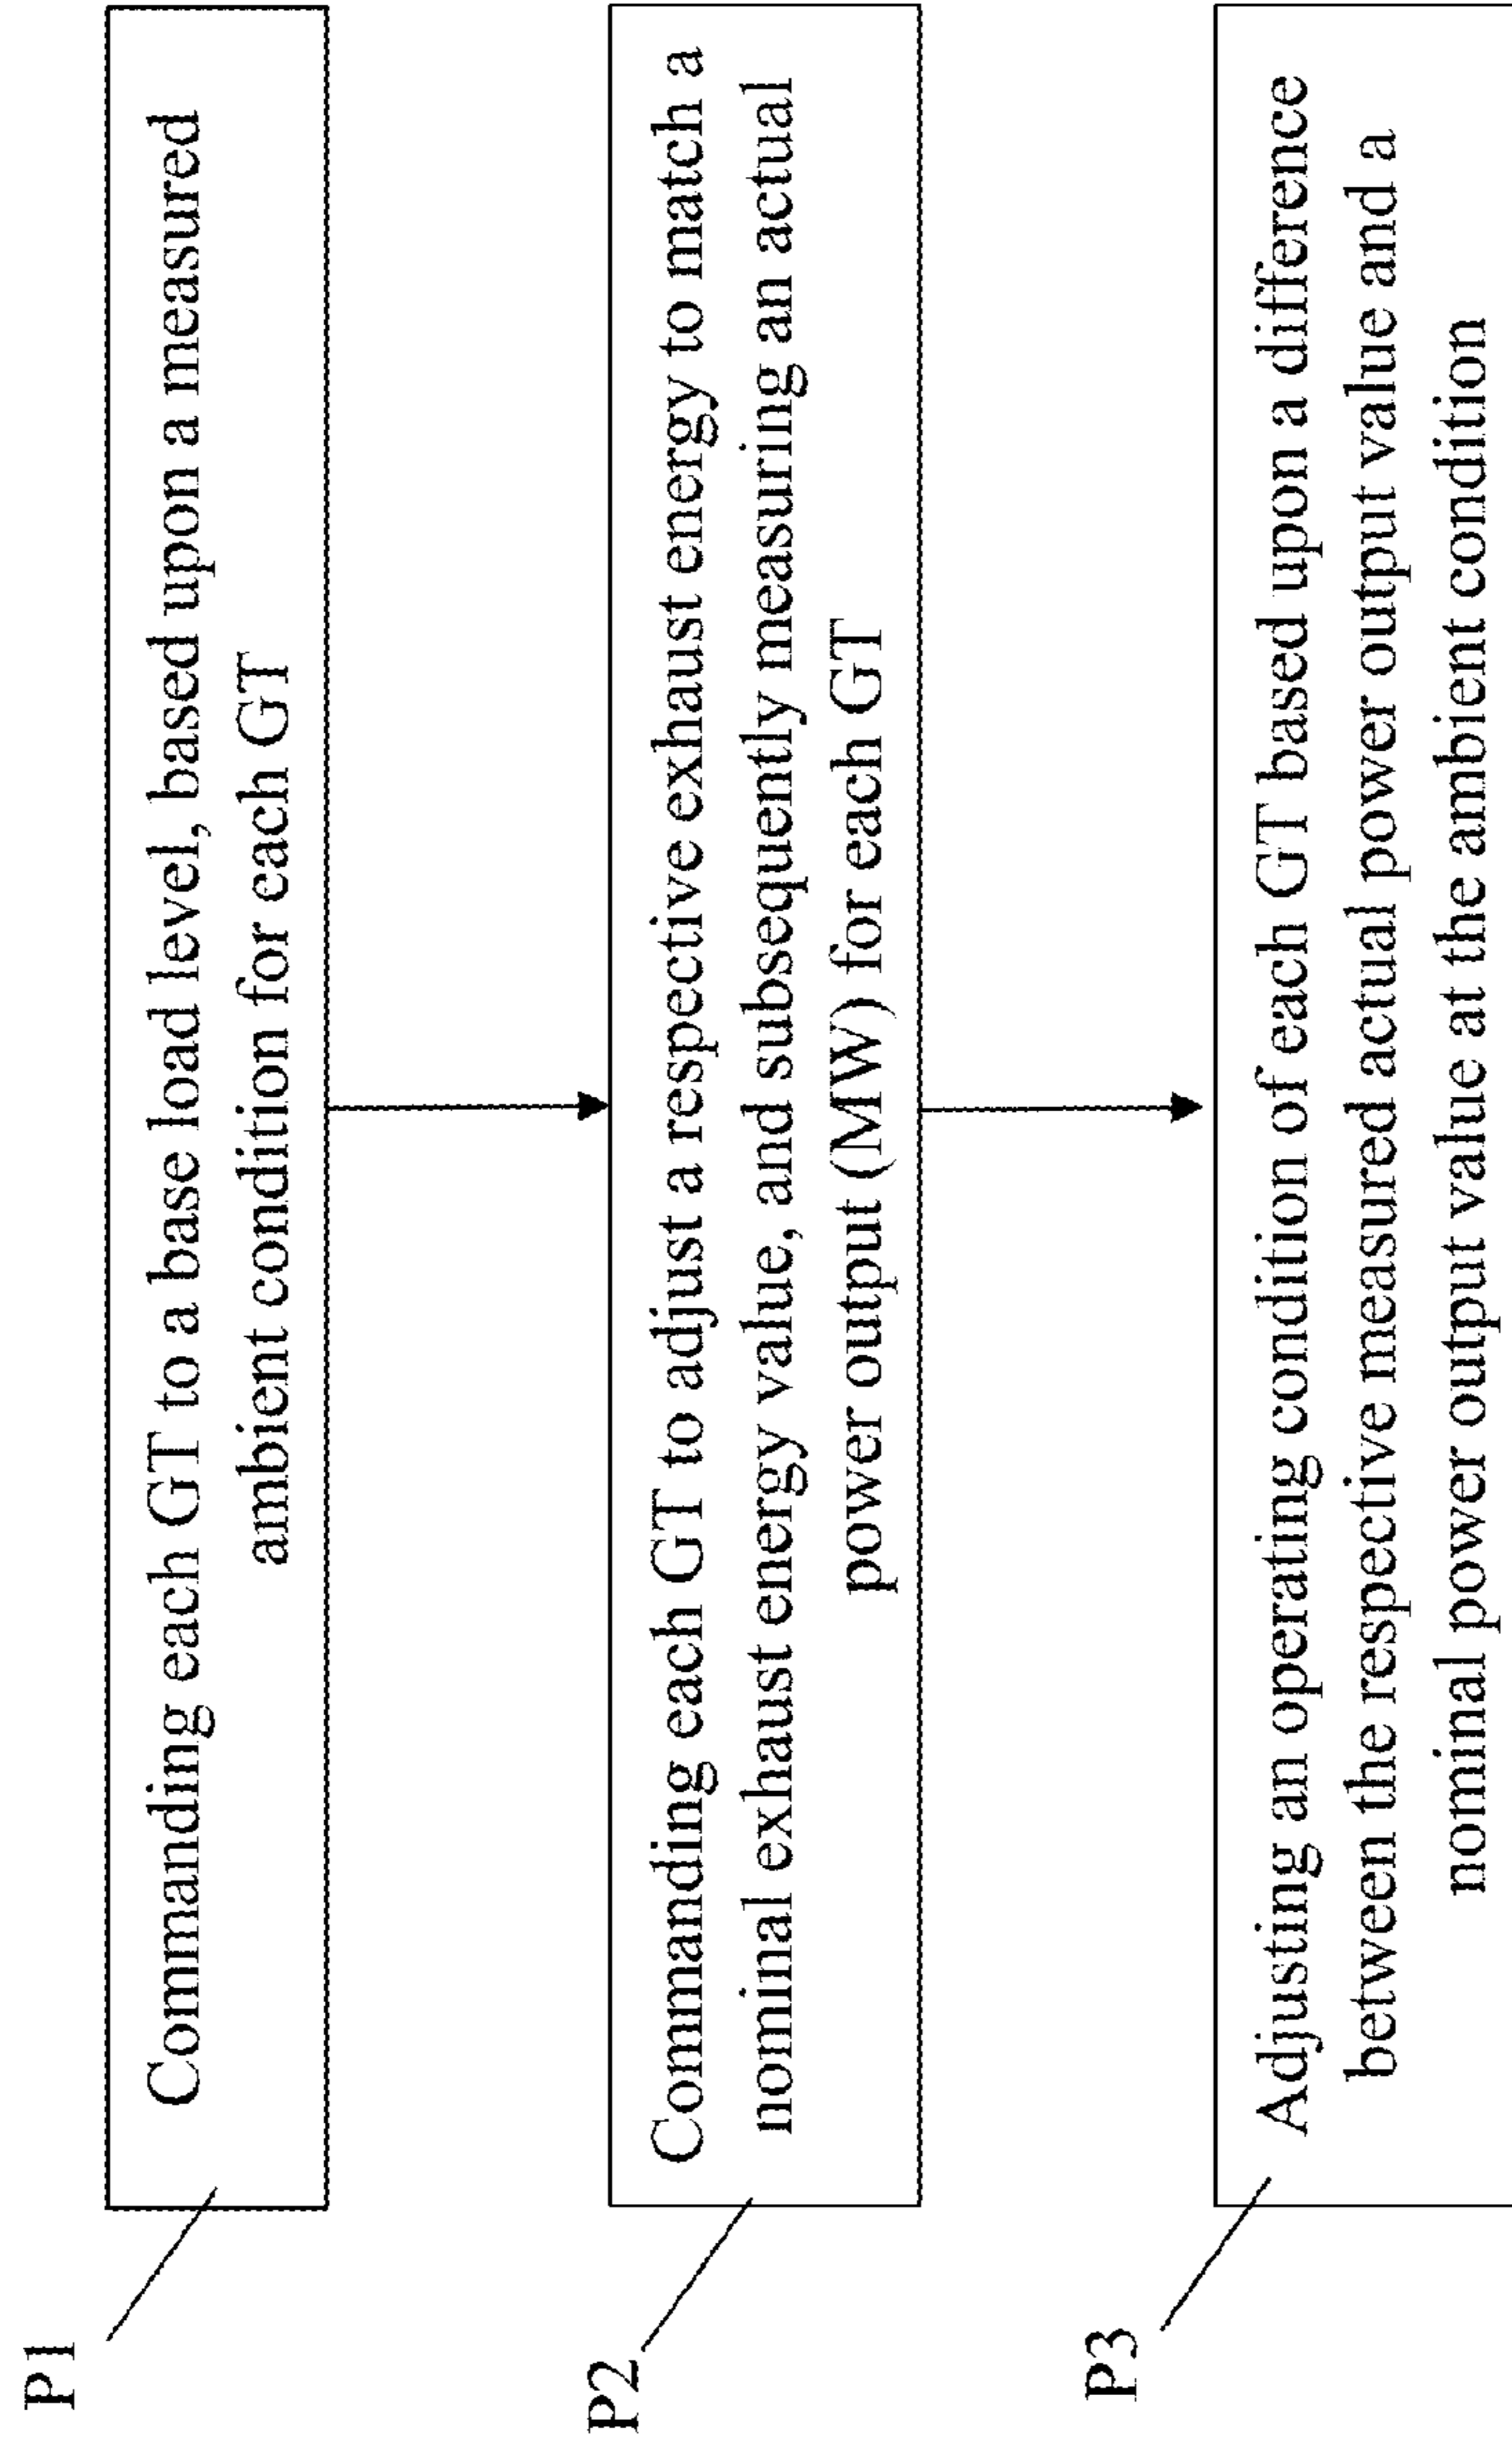 P1
Commanding each GT to a base load level, based upon a measured
ambient condition for each GT
P2
Commanding each GT to adjust a respective exhaust energy to match a
nominal exhaust energy value, and subsequently measuring an actual
power output (MW) for each GT
P3
Adjusting an operating condition of each GT based upon a difference
between the respective measured actual power output value and a
nominal power output value at the ambient condition